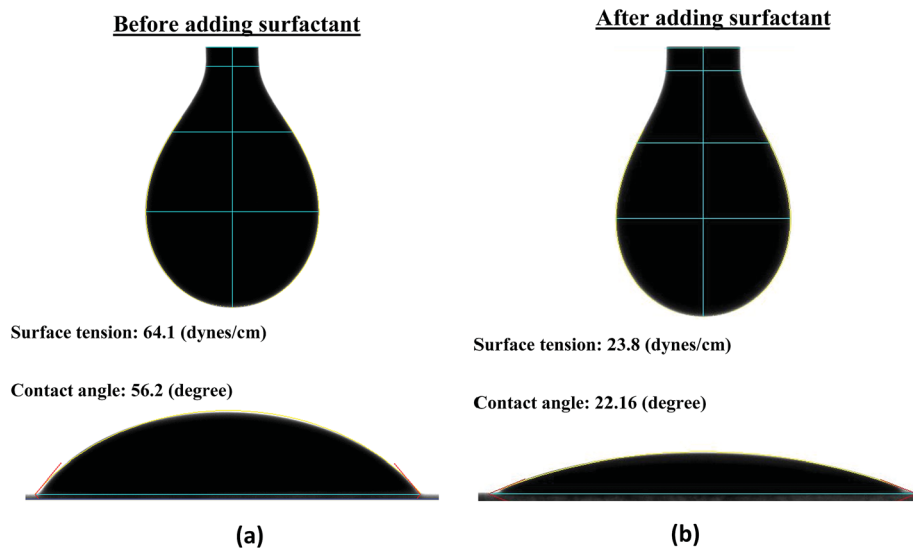 Before adding surfactant
After adding surfactant
Surface tension: 64.1 (dynes/cm)
Surface tension: 23.8 (dynes/cm)
Contact angle: 56.2 (degree)
Contact angle: 22.16 (degree)
(a)
(b)